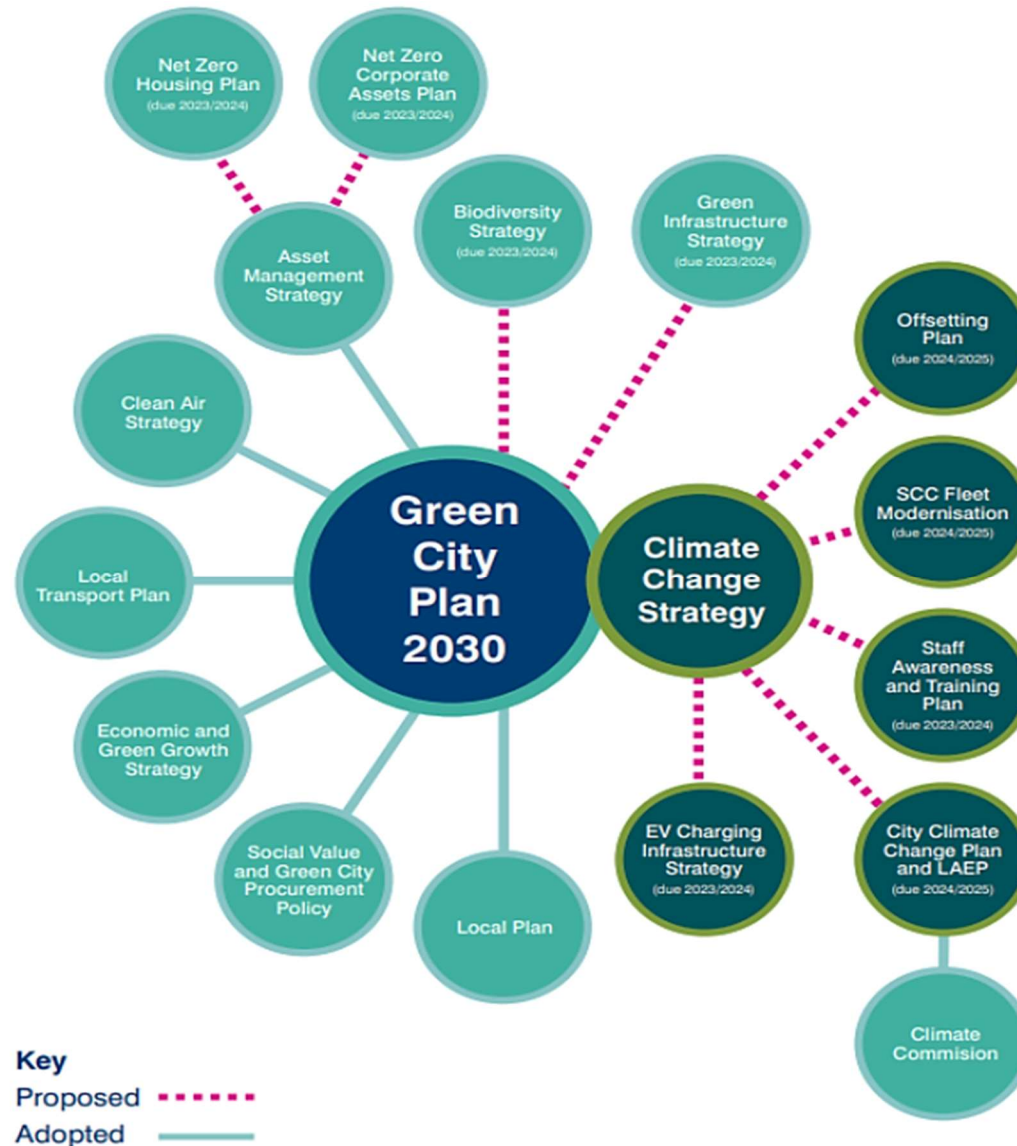 Net Zero
Housing Plan
(due 2023/2024)
Net Zero
Corporate
Assets Plan
(due 2023/2024)
Biodiversity
Strategy
(due 2023/2024)
Green
Infrastructure
Strategy
(due 2023/2024)
Asset
Management
Strategy
Offsetting
Plan
(due 2024/2025)
Clean Air
Strategy
SCC Fleet
Modernisation
(due 2024/2025)
Green
City
Plan
2030
Climate
Change
Strategy
Local
Transport Plan
Staff
Awareness
and Training
Plan
(due 2023/2024)
Economic and
Green Growth
Strategy
EV Charging
Infrastructure
Strategy
(due 2023/2024)
City Climate
Change Plan
and LAEP
(due 2024/2025)
Social Value
and Green City
Procurement
Policy
Local Plan
Climate
Commision
Key
Proposed
Adopted